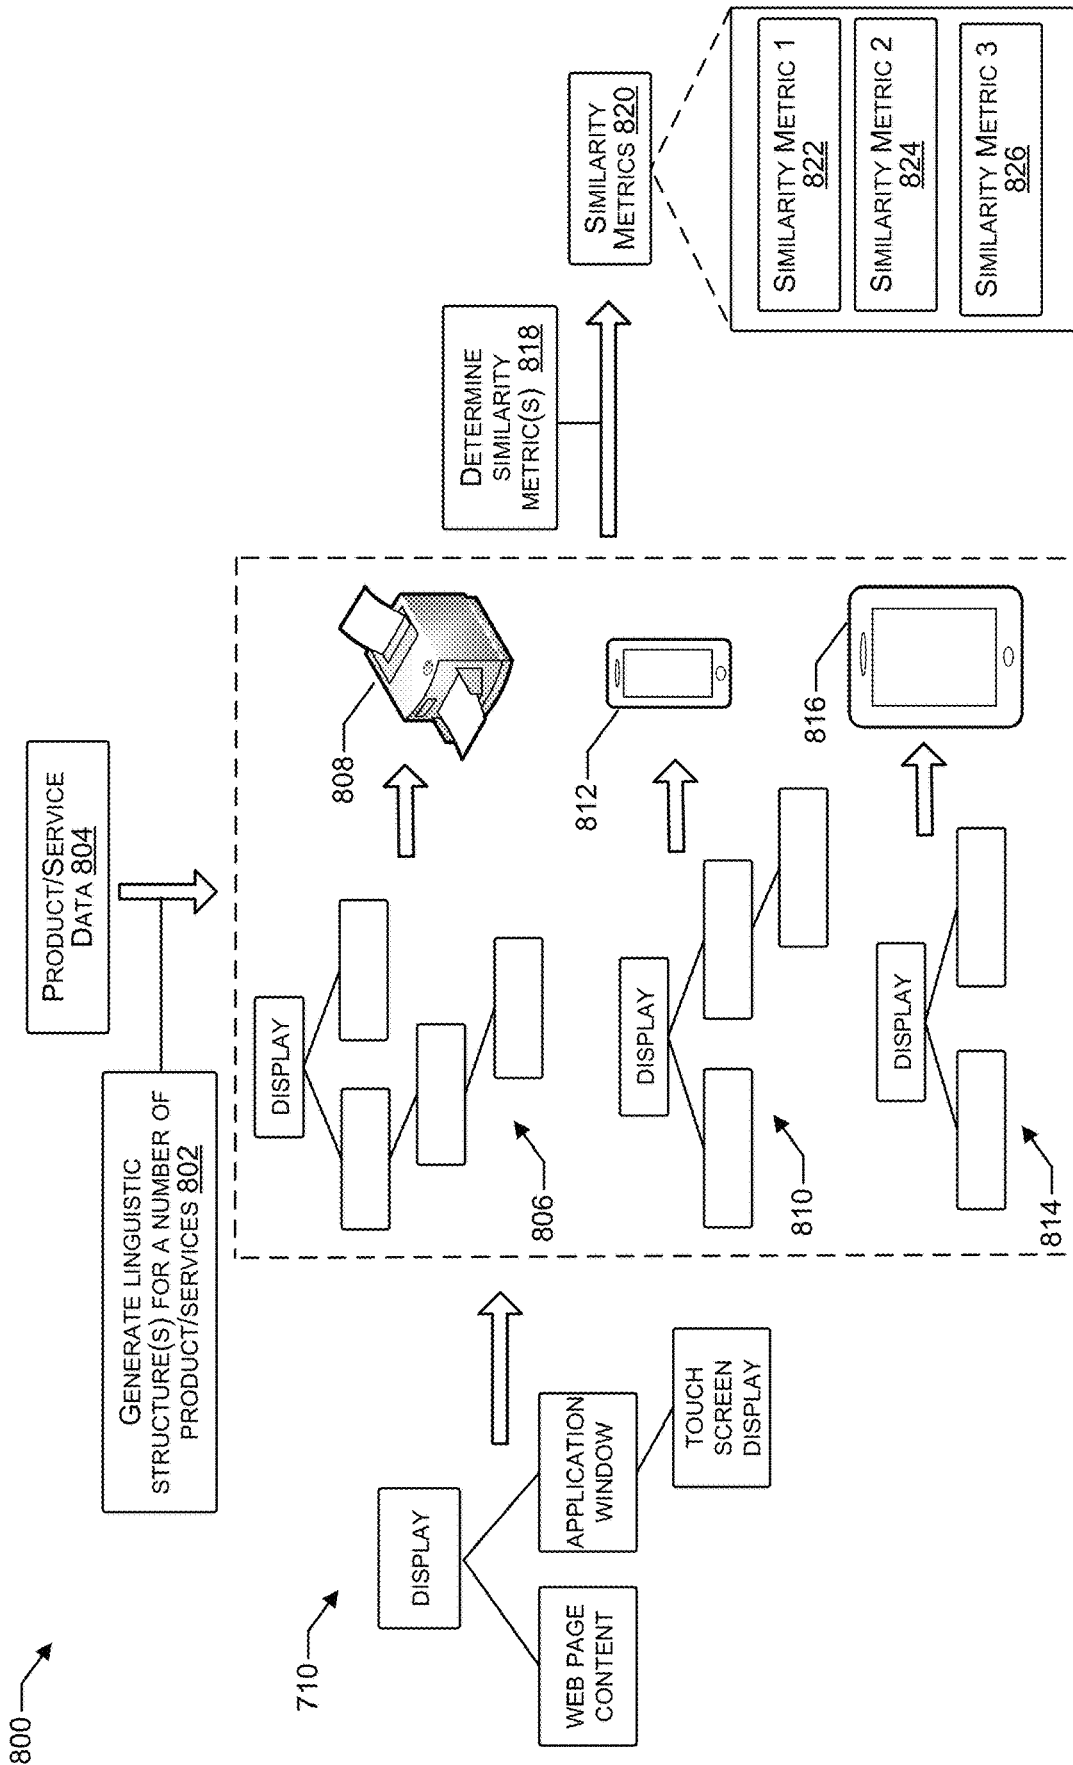 800
PRODUCT/SERVICE
DATA 804
GENERATE LINGUISTIC
STRUCTURE(S) FOR A NUMBER OF
PRODUCT/SERVICES 802
710
DISPLAY
WEB PAGE
CONTENT
APPLICATION
WINDOW
TOUCH
SCREEN
DISPLAY
DISPLAY
806
808
DISPLAY
810
812
DISPLAY
814
816
DETERMINE
SIMILARITY
METRIC(S) 818
SIMILARITY
METRICS 820
SIMILARITY METRIC 1
822
SIMILARITY METRIC 2
824
SIMILARITY METRIC 3
826